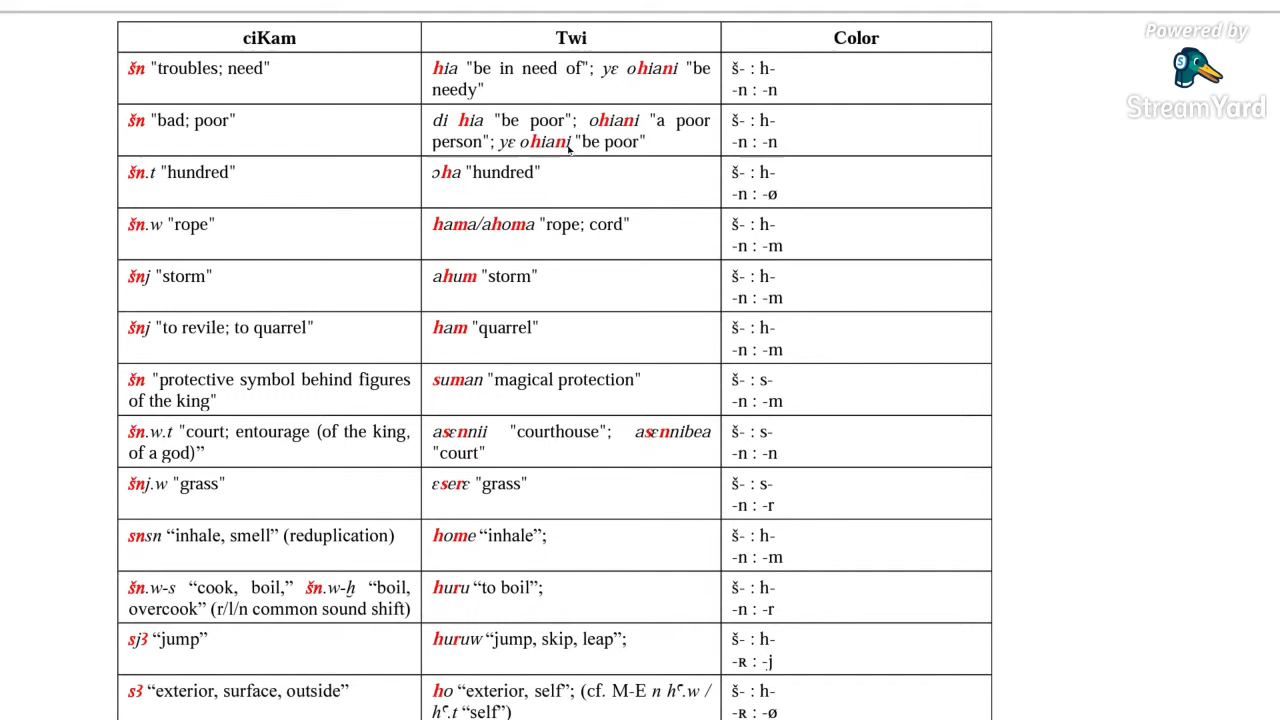 Powered by
StreamYard
ciKam Twi Color
šn "troubles; need" hia "be in need of"; yɛ ohiani "be š- : h-
needy" -n : -n
šn "bad; poor" di hia "be poor"; ohiani "a poor š- : h-
person"; yɛ ohiani "be poor" -n : -n
šn.t "hundred" ɔha "hundred" š- : h-
-n : -ø
šn.w "rope" hama/ahoma "rope; cord" š- : h-
-n : -m
šnj "storm" ahum "storm" š- : h-
-n : -m
šnj "to revile; to quarrel" ham "quarrel" š- : h-
-n : -m
šn "protective symbol behind figures suman "magical protection" š- : s-
of the king" -n : -m
šn.w.t "court; entourage (of the king, asɛnnii "courthouse"; asɛnnibea š- : s-
of a god)” "court" -n : -n
šnj.w "grass" ɛserɛ "grass" š- : s-
-n : -r
snsn “inhale, smell” (reduplication) home “inhale”; š- : h-
-n : -m
šn.w-s “cook, boil,” šn.w-ḫ “boil, huru “to boil”; š- : h-
overcook” (r/l/n common sound shift) -n : -r
sjꜣ “jump” huruw “jump, skip, leap”; š- : h-
-ʀ : -j
sꜣ “exterior, surface, outside” ho “exterior, self”; (cf. M-E n hꜥ.w / š- : h-
hꜥ.t “self”) -ʀ : -ø